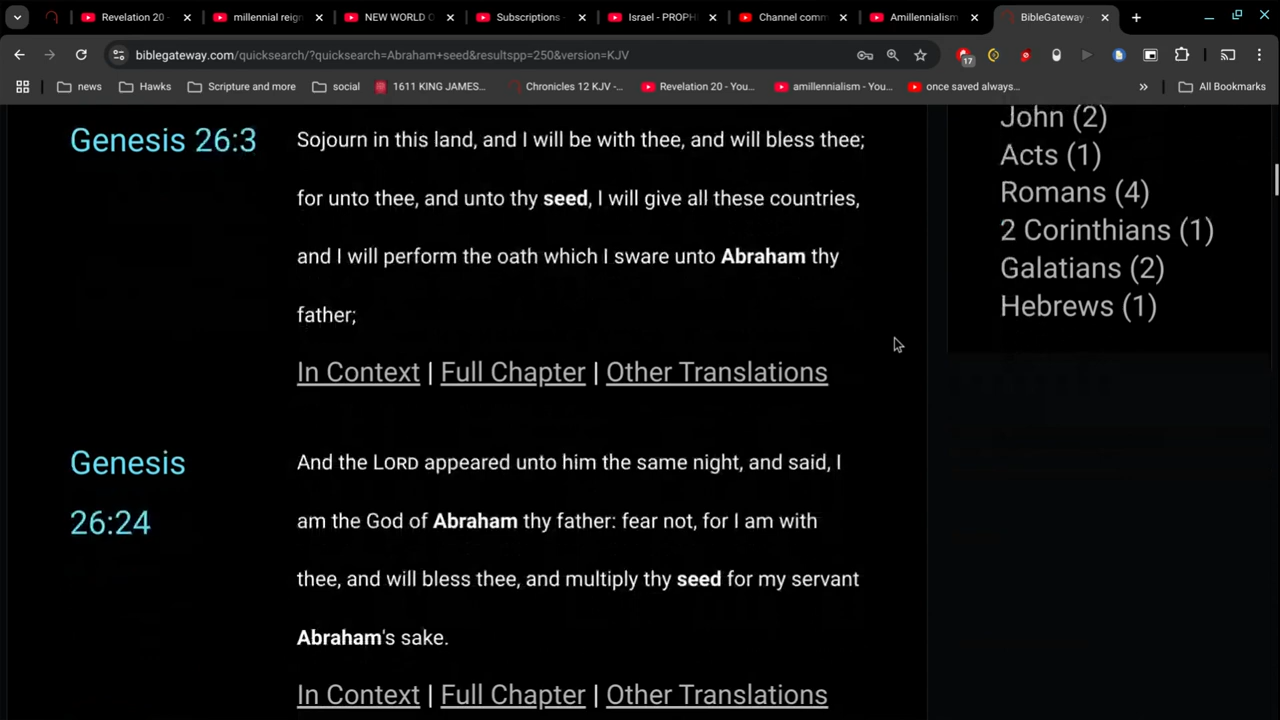 Revelation 20 -
millennial reign
NEW WORLD O
Subscriptions -
Israel - PROPHE
Channel comm
Amillennialism
BibleGateway
biblegateway.com/quicksearch/?quicksearch=Abraham+seed&resultspp=250&version=KJV
17
news
Hawks
Scripture and more
social
1611 KING JAMES...
Chronicles 12 KJV -...
Revelation 20 - You...
amillennialism - You...
once saved always...
»
All Bookmarks
Genesis 26:3
Sojourn in this land, and I will be with thee, and will bless thee;
for unto thee, and unto thy seed, I will give all these countries,
and I will perform the oath which I sware unto Abraham thy
father;
In Context | Full Chapter | Other Translations
Genesis
26:24
And the LORD appeared unto him the same night, and said, I
am the God of Abraham thy father: fear not, for I am with
thee, and will bless thee, and multiply thy seed for my servant
Abraham's sake.
In Context | Full Chapter | Other Translations
John (2)
Acts (1)
Romans (4)
2 Corinthians (1)
Galatians (2)
Hebrews (1)